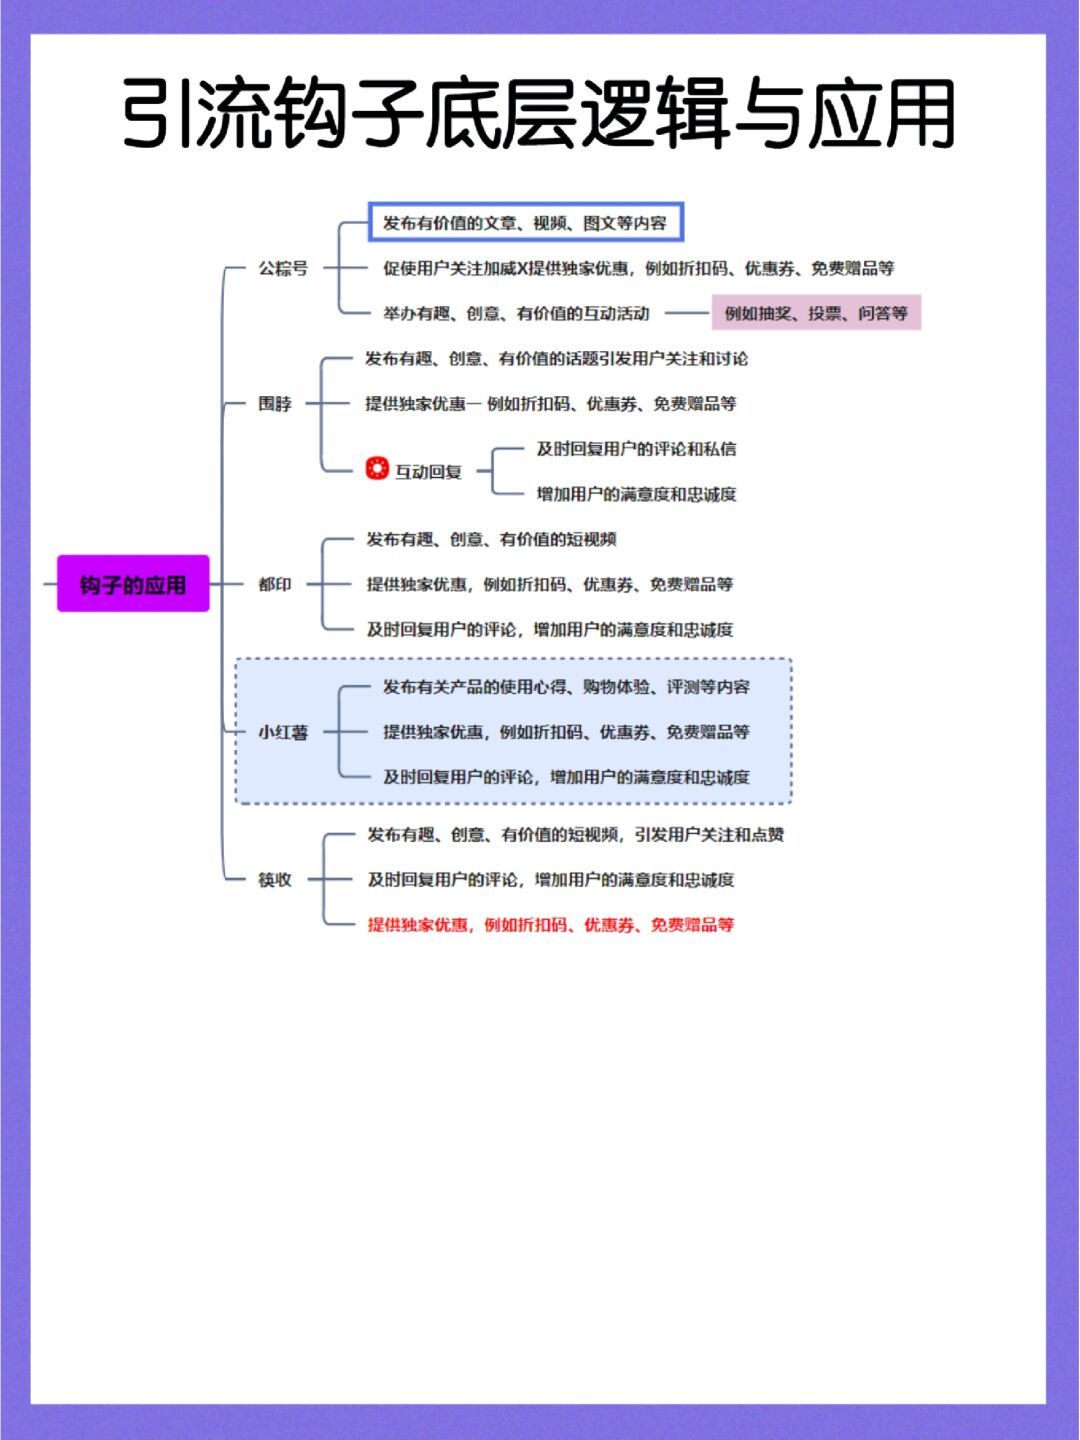 引流钩子底层逻辑与应用
钩子的应用
公粽号
发布有价值的文章、视频、图文等内容
促使用户关注加威X提供独家优惠，例如折扣码、优惠券、免费赠品等
举办有趣、创意、有价值的互动活动
例如抽奖、投票、问答等
围脖
发布有趣、创意、有价值的话题引发用户关注和讨论
提供独家优惠一 例如折扣码、优惠券、免费赠品等
互动回复
及时回复用户的评论和私信
增加用户的满意度和忠诚度
都印
发布有趣、创意、有价值的短视频
提供独家优惠，例如折扣码、优惠券、免费赠品等
及时回复用户的评论，增加用户的满意度和忠诚度
小红薯
发布有关产品的使用心得、购物体验、评测等内容
提供独家优惠，例如折扣码、优惠券、免费赠品等
及时回复用户的评论，增加用户的满意度和忠诚度
筷收
发布有趣、创意、有价值的短视频，引发用户关注和点赞
及时回复用户的评论，增加用户的满意度和忠诚度
提供独家优惠，例如折扣码、优惠券、免费赠品等